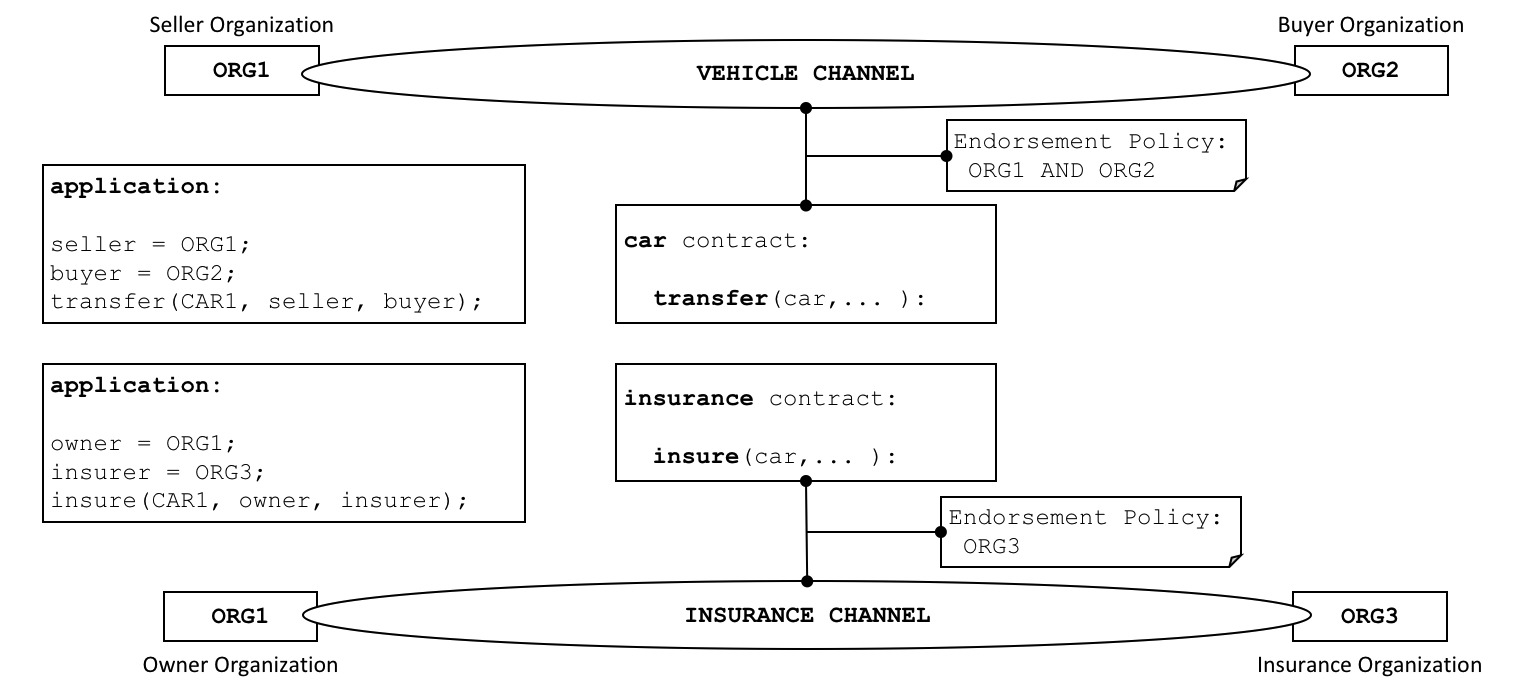 Seller Organization
Buyer Organization
ORG1
VEHICLE CHANNEL
ORG2
Endorsement Policy:
ORG1 AND ORG2
application:
seller = ORG1;
buyer = ORG2;
transfer(CAR1, seller, buyer);
car contract:
transfer(car,... ):
application:
owner = ORG1;
insurer = ORG3;
insure(CAR1, owner, insurer);
insurance contract:
insure(car,... ):
Endorsement Policy:
ORG3
ORG1
INSURANCE CHANNEL
ORG3
Owner Organization
Insurance Organization